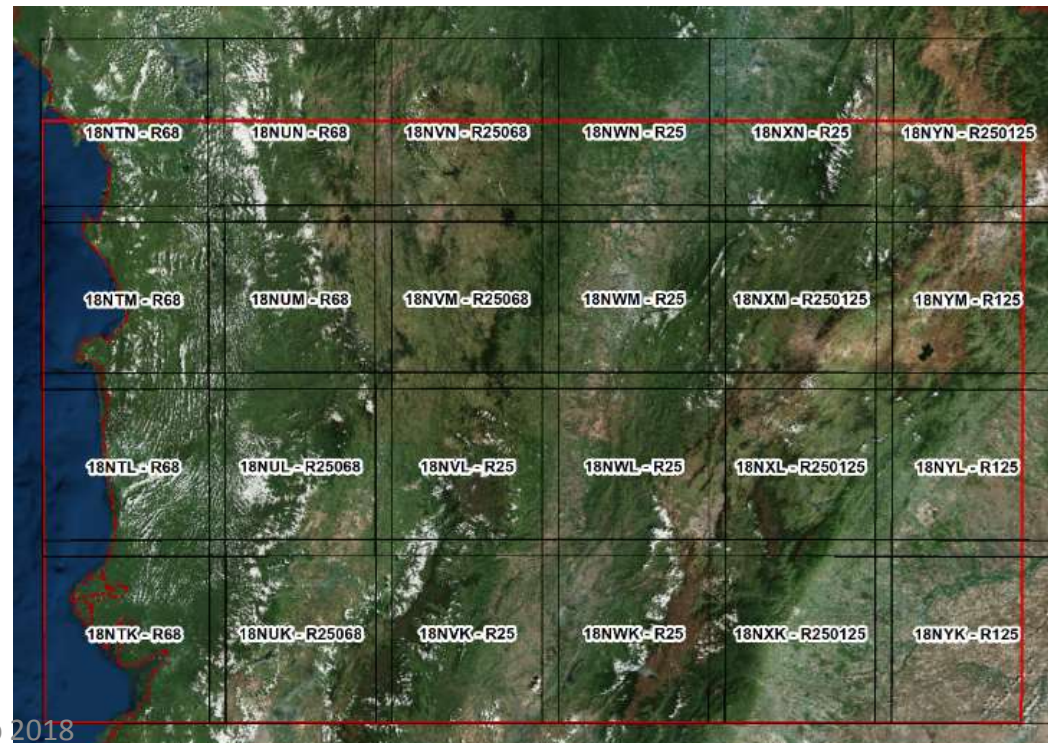 18NTN - R68 18NUN - R68 18NVN - R25068 18NWN - R25 18NXN - R25 18NYN - R250125
18NTM - R68 18NUM - R68 18NVM - R25068 18NWM - R25 18NXM - R250125 18NYM - R125
18NTL - R68 18NUL - R25068 18NVL - R25 18NWL - R25 18NXL - R250125 18NYL - R125
18NTK - R68 18NUK - R25068 18NVK - R25 18NWK - R25 18NXK - R250125 18NYK - R125
2018